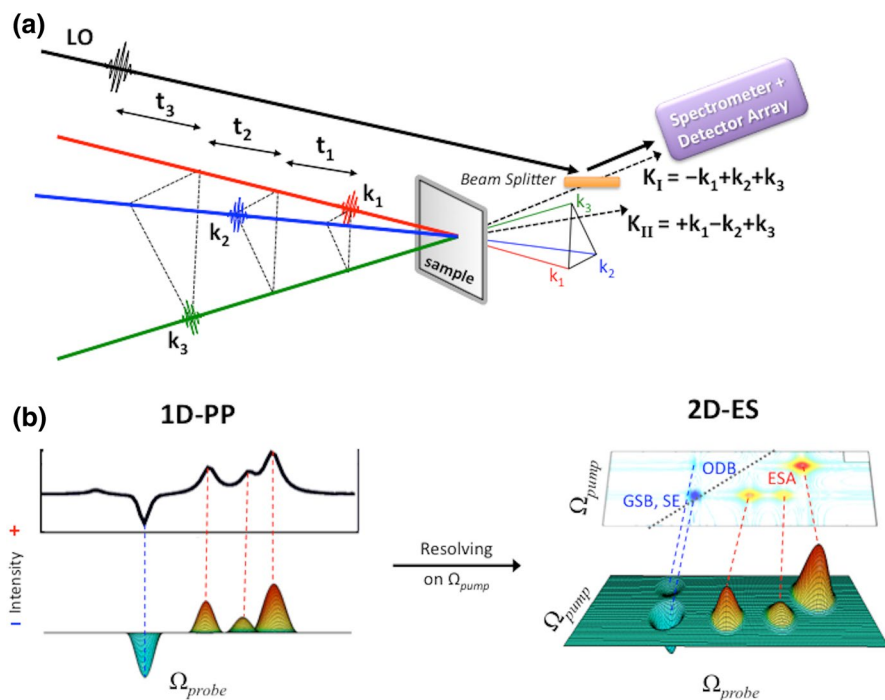 (a)
LO
t3
t2
t1
k1
k2
k3
sample
Beam Splitter
Spectrometer +
Detector Array
KI = −k1+k2+k3
KII = +k1−k2+k3
k3
k2
k1
(b)
1D-PP
2D-ES
+
Intensity
−
Ωprobe
Resolving
on Ωpump
Ωpump
ODB
GSB, SE
ESA
Ωpump
Ωprobe